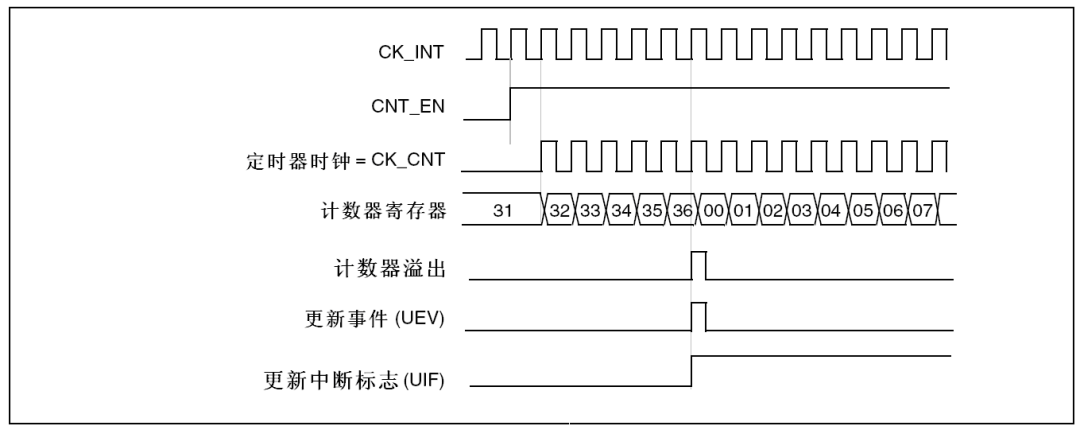 CK_INT
CNT_EN
定时器时钟 = CK_CNT
计数器寄存器 31 32 33 34 35 36 00 01 02 03 04 05 06 07
计数器溢出
更新事件 (UEV)
更新中断标志 (UIF)